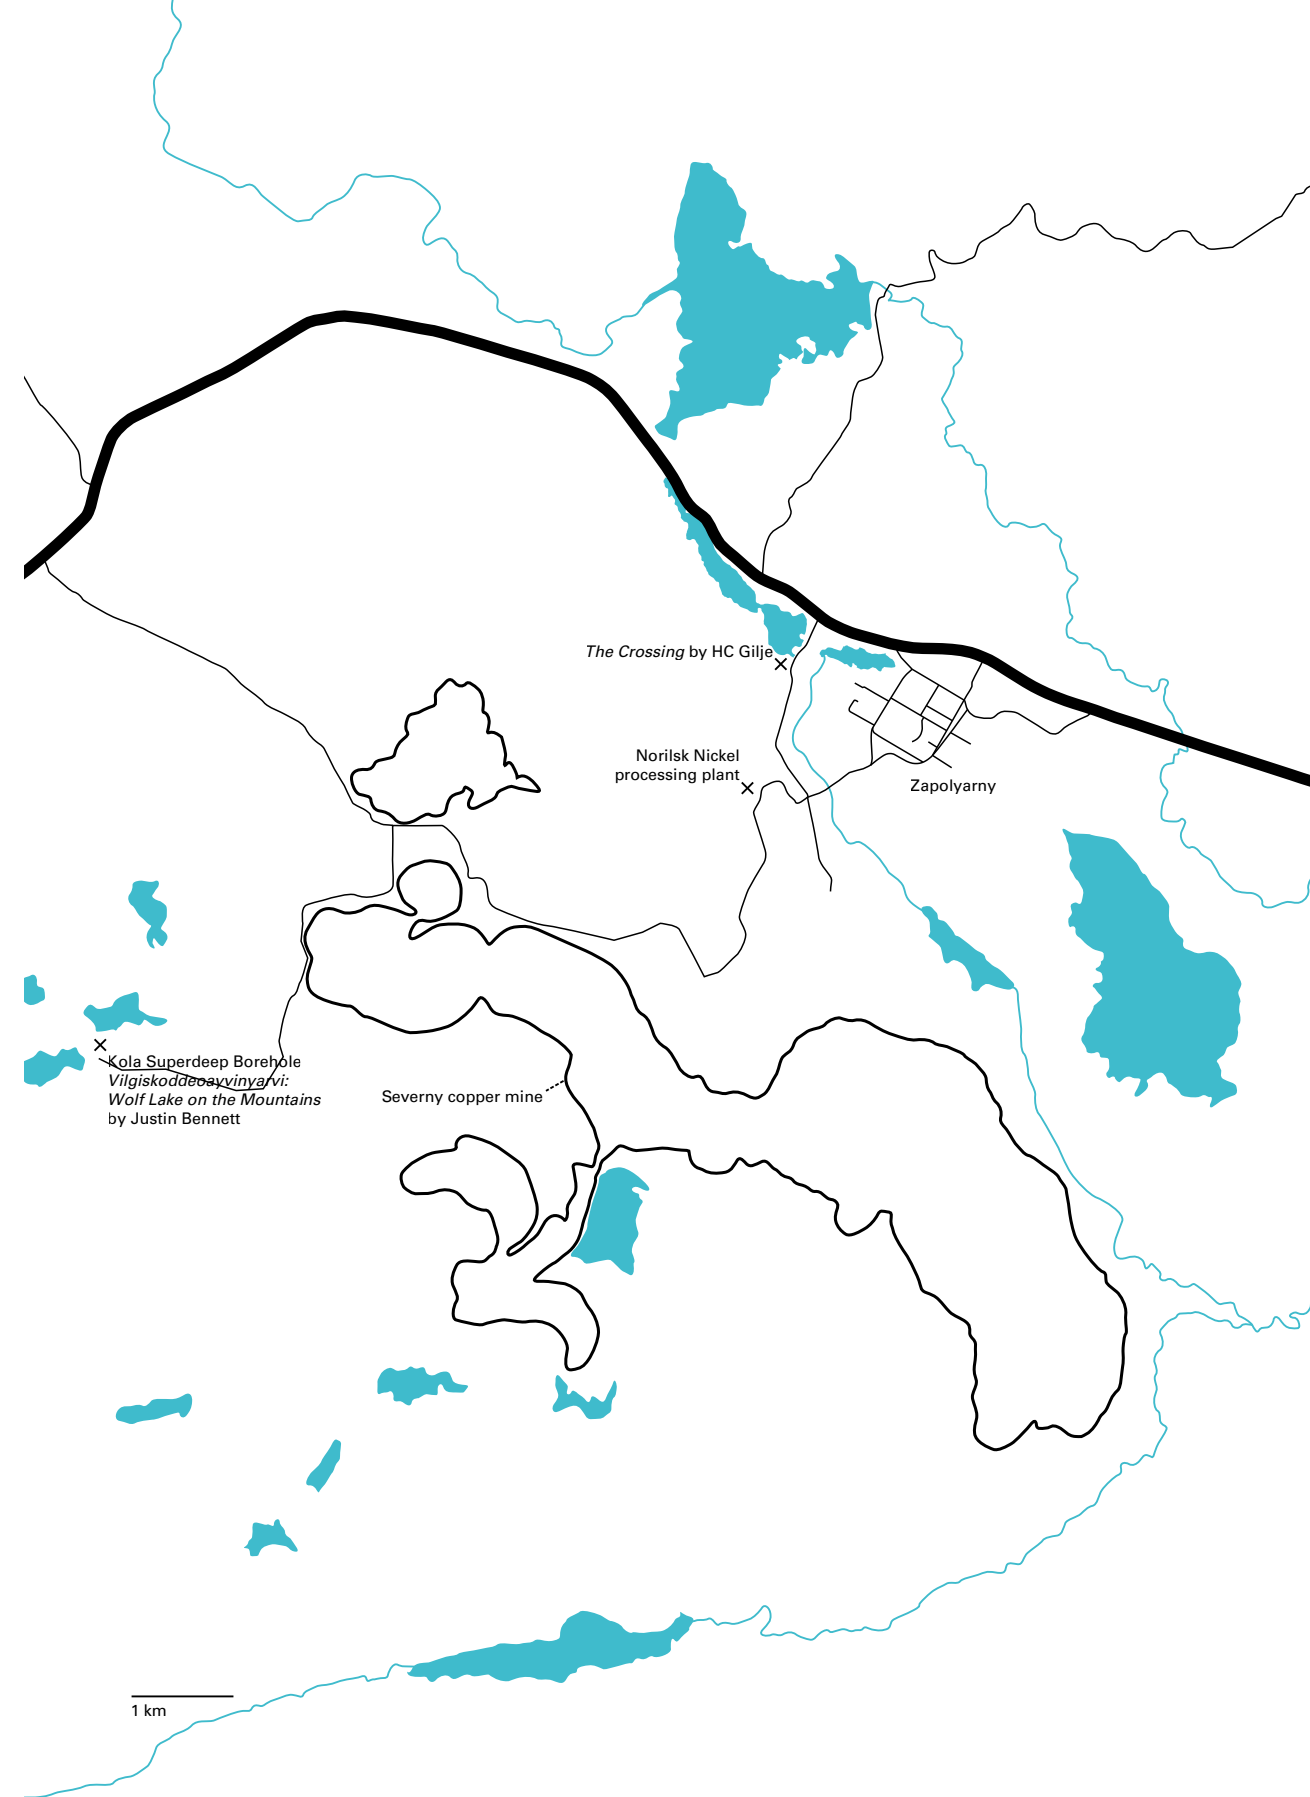 The Crossing by HC Gilje
Norilsk Nickel
processing plant
Zapolyarny
Kola Superdeep Borehole
Vilgiskoddeoayvinyarvi:
Wolf Lake on the Mountains
by Justin Bennett
Severny copper mine
1 km